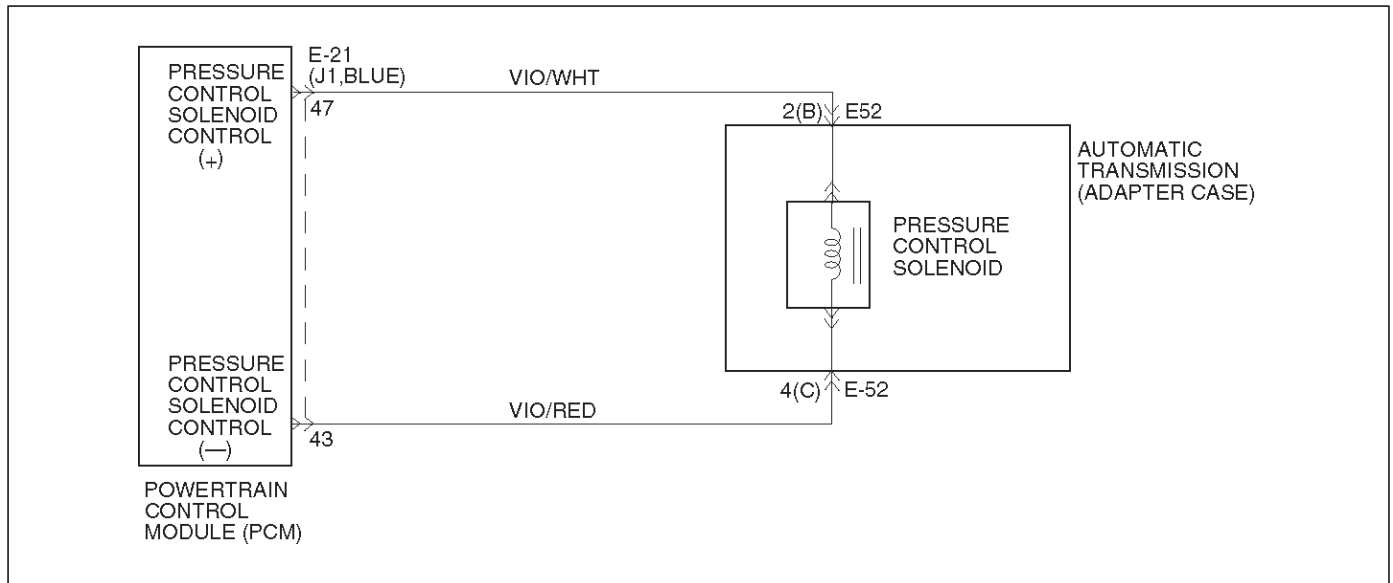 PRESSURE
CONTROL
SOLENOID
CONTROL
(+)
E-21
(J1,BLUE)
47
VIO/WHT
2(B)
E52
AUTOMATIC
TRANSMISSION
(ADAPTER CASE)
PRESSURE
CONTROL
SOLENOID
PRESSURE
CONTROL
SOLENOID
CONTROL
(—)
43
VIO/RED
4(C)
E-52
POWERTRAIN
CONTROL
MODULE (PCM)